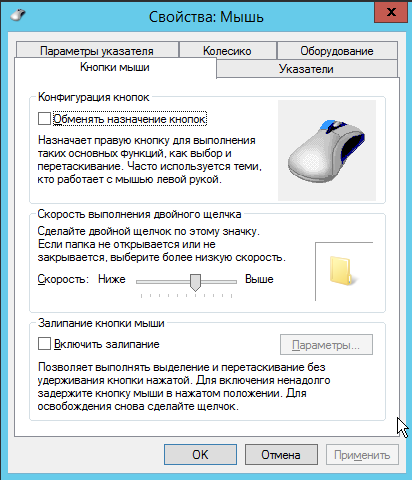 Свойства: Мышь
Параметры указателя
Колесико
Оборудование
Кнопки мыши
Указатели
Конфигурация кнопок
Обменять назначение кнопок
Назначает правую кнопку для выполнения
таких основных функций, как выбор и
перетаскивание. Часто используется теми,
кто работает с мышью левой рукой.
Скорость выполнения двойного щелчка
Сделайте двойной щелчок по этому значку.
Если папка не открывается или не
закрывается, выберите более низкую скорость.
Скорость: Ниже Выше
Залипание кнопки мыши
Включить залипание
Параметры...
Позволяет выполнять выделение и перетаскивание без
удерживания кнопки нажатой. Для включения ненадолго
задержите кнопку мыши в нажатом положении. Для
освобождения снова сделайте щелчок.
OK Отмена Применить